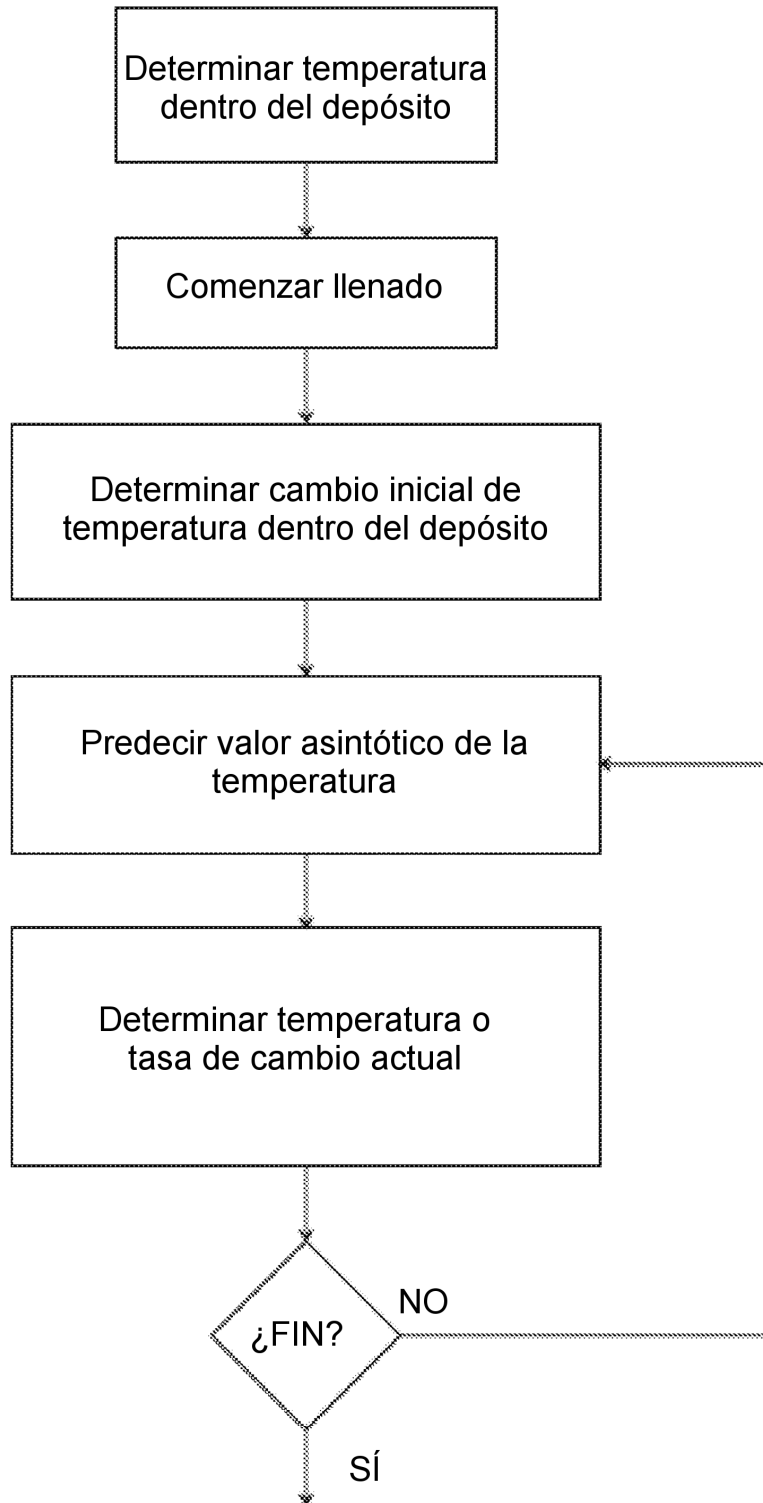 Determinar temperatura
dentro del depósito
Comenzar llenado
Determinar cambio inicial de
temperatura dentro del depósito
Predecir valor asintótico de la
temperatura
Determinar temperatura o
tasa de cambio actual
NO
¿FIN?
SÍ